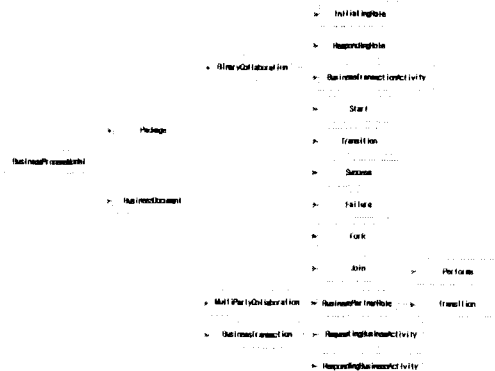 InitiatingRole
RespondingRole
BinaryCollaboration
BusinessTransactionActivity
Start
Package
Transition
BusinessProcessModel
Success
BusinessDocument
Failure
Fork
Join
Performs
MultiPartyCollaboration
BusinessPartnerRole
Transition
BusinessTransaction
RequestingBusinessActivity
RespondingBusinessActivity